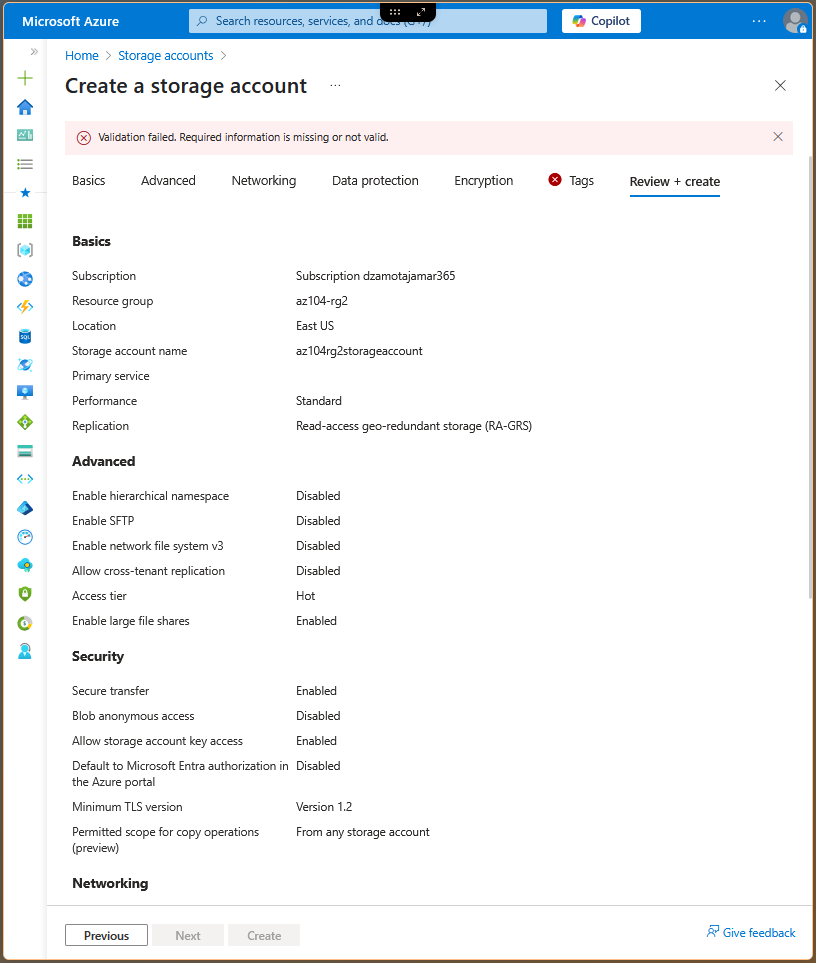 Microsoft Azure
Search resources, services, and docs (G+/)
Copilot
Home > Storage accounts >
Create a storage account ...
Validation failed. Required information is missing or not valid.
Basics Advanced Networking Data protection Encryption Tags Review + create
Basics
Subscription Subscription dzamotajamar365
Resource group az104-rg2
Location East US
Storage account name az104rg2storageaccount
Primary service
Performance Standard
Replication Read-access geo-redundant storage (RA-GRS)
Advanced
Enable hierarchical namespace Disabled
Enable SFTP Disabled
Enable network file system v3 Disabled
Allow cross-tenant replication Disabled
Access tier Hot
Enable large file shares Enabled
Security
Secure transfer Enabled
Blob anonymous access Disabled
Allow storage account key access Enabled
Default to Microsoft Entra authorization in Disabled
the Azure portal
Minimum TLS version Version 1.2
Permitted scope for copy operations From any storage account
(preview)
Networking
Previous Next Create
Give feedback